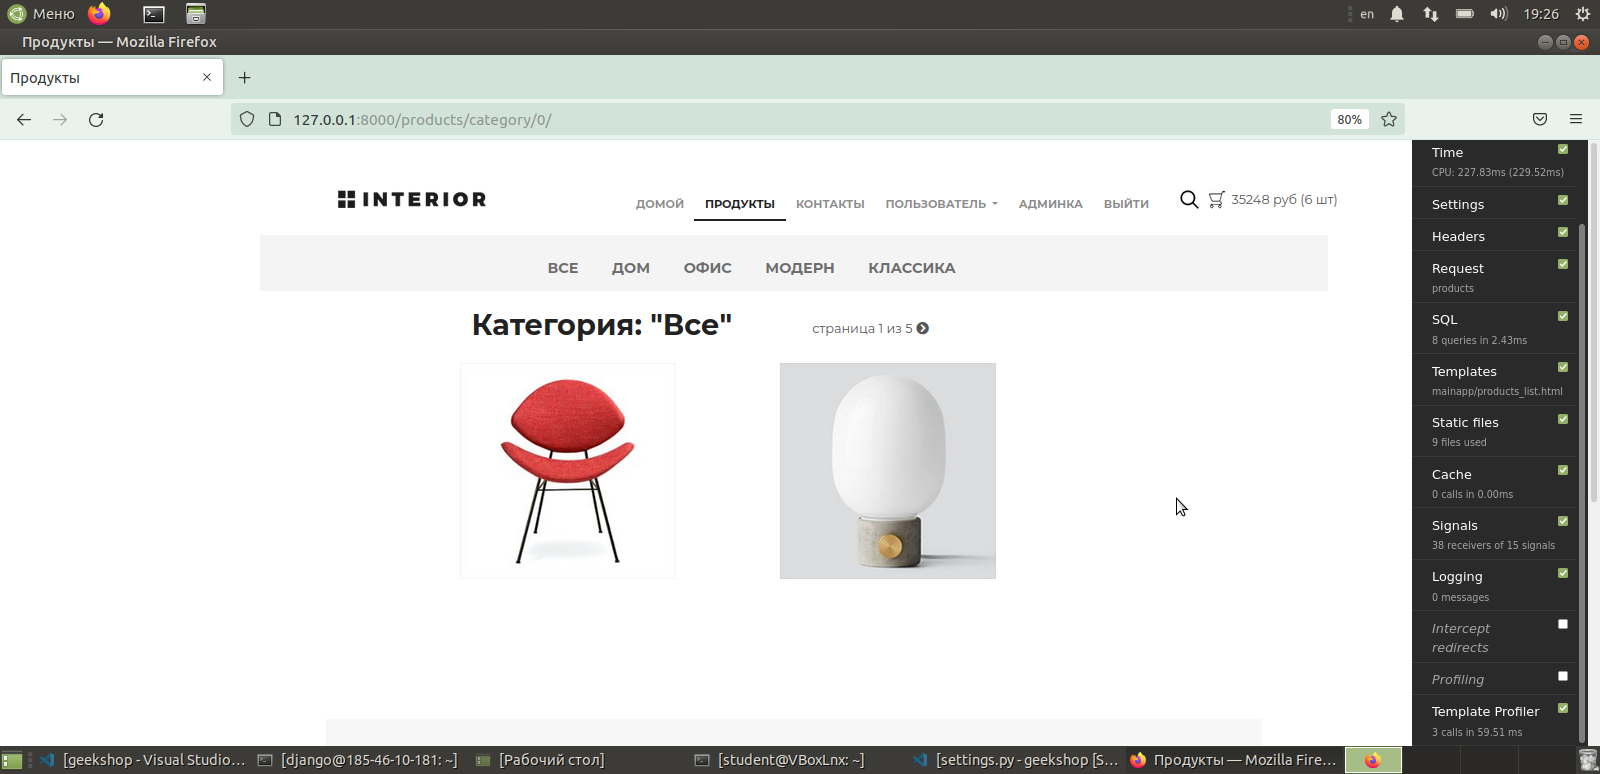 Меню
en
19:26
Продукты — Mozilla Firefox
Продукты
127.0.0.1:8000/products/category/0/
80%
INTERIOR
ДОМОЙ
ПРОДУКТЫ
КОНТАКТЫ
ПОЛЬЗОВАТЕЛЬ
АДМИНКА
ВЫЙТИ
35248 руб (6 шт)
ВСЕ
ДОМ
ОФИС
МОДЕРН
КЛАССИКА
Категория: "Все"
страница 1 из 5
Time
CPU: 227.83ms (229.52ms)
Settings
Headers
Request
products
SQL
8 queries in 2.43ms
Templates
mainapp/products_list.html
Static files
9 files used
Cache
0 calls in 0.00ms
Signals
38 receivers of 15 signals
Logging
0 messages
Intercept
redirects
Profiling
Template Profiler
3 calls in 59.51 ms
[geekshop - Visual Studio...
[django@185-46-10-181: ~]
[Рабочий стол]
[student@VBoxLnx: ~]
[settings.py - geekshop [S...
Продукты — Mozilla Fire...